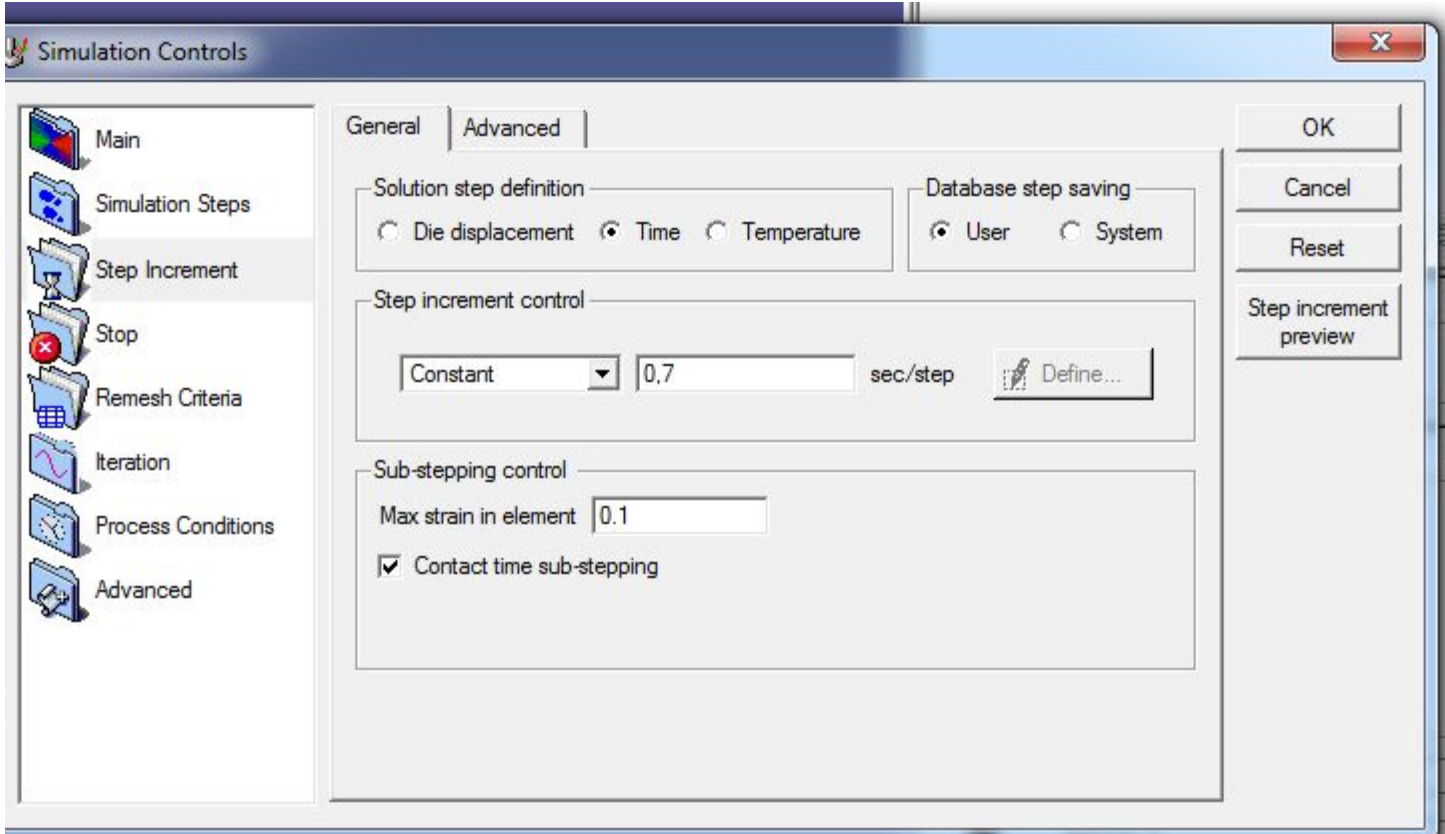 Simulation Controls
Main
Simulation Steps
Step Increment
Stop
Remesh Criteria
Iteration
Process Conditions
Advanced
General
Advanced
Solution step definition
Die displacement
Time
Temperature
Database step saving
User
System
Step increment control
Constant
0,7
sec/step
Define...
Sub-stepping control
Max strain in element
0.1
Contact time sub-stepping
OK
Cancel
Reset
Step increment
preview